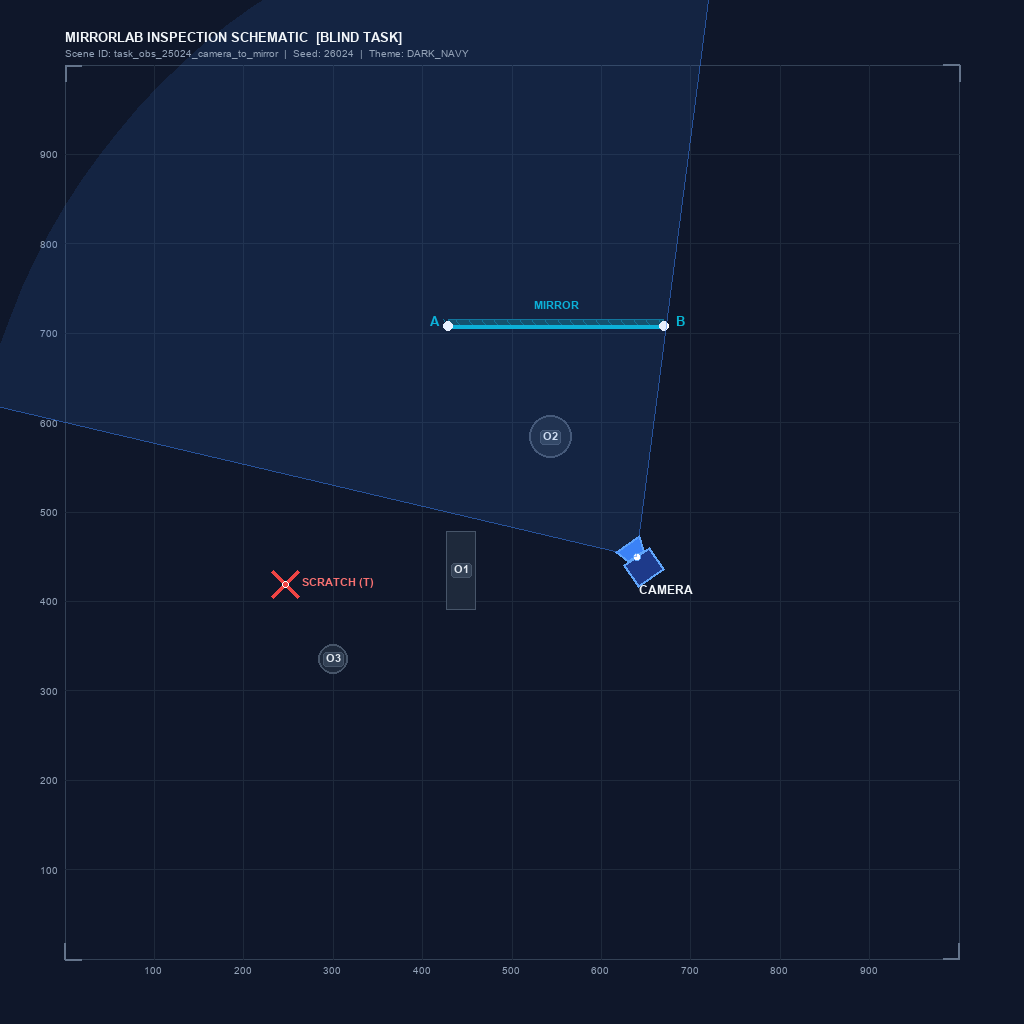 MIRRORLAB INSPECTION SCHEMATIC [BLIND TASK]
Scene ID: task_obs_25024_camera_to_mirror | Seed: 26024 | Theme: DARK_NAVY
900
800
MIRROR
A
B
700
O2
600
500
O1
SCRATCH (T)
CAMERA
400
O3
300
200
100
100 200 300 400 500 600 700 800 900